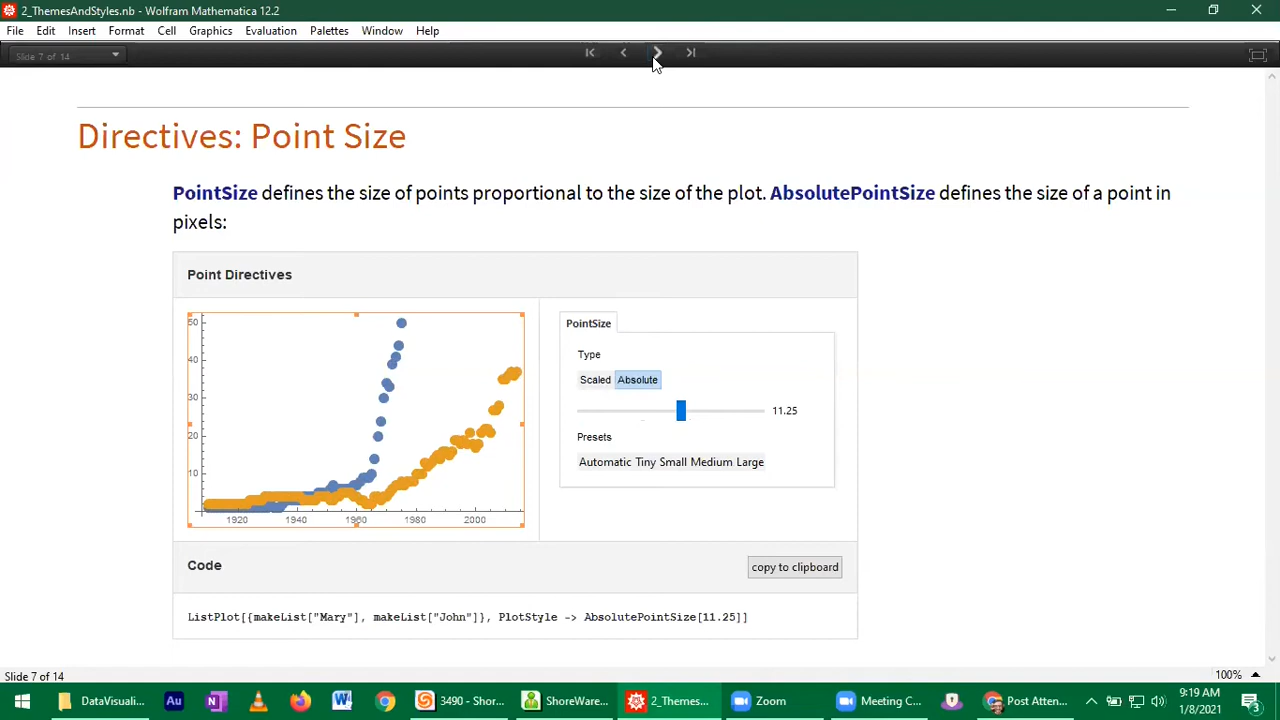 2_ThemesAndStyles.nb - Wolfram Mathematica 12.2
File Edit Insert Format Cell Graphics Evaluation Palettes Window Help
Slide 7 of 14
Directives: Point Size
PointSize defines the size of points proportional to the size of the plot. AbsolutePointSize defines the size of a point in
pixels:
Point Directives
50
40
30
20
10
1920 1940 1960 1980 2000
PointSize
Type
Scaled Absolute
11.25
Presets
Automatic Tiny Small Medium Large
Code
copy to clipboard
ListPlot[{makeList["Mary"], makeList["John"]}, PlotStyle -> AbsolutePointSize[11.25]]
Slide 7 of 14
100%
DataVisuali... Au N W 3490 - Shor... ShoreWare... 2_Themes... Zoom Meeting C... Post Atten...
9:19 AM
1/8/2021
3